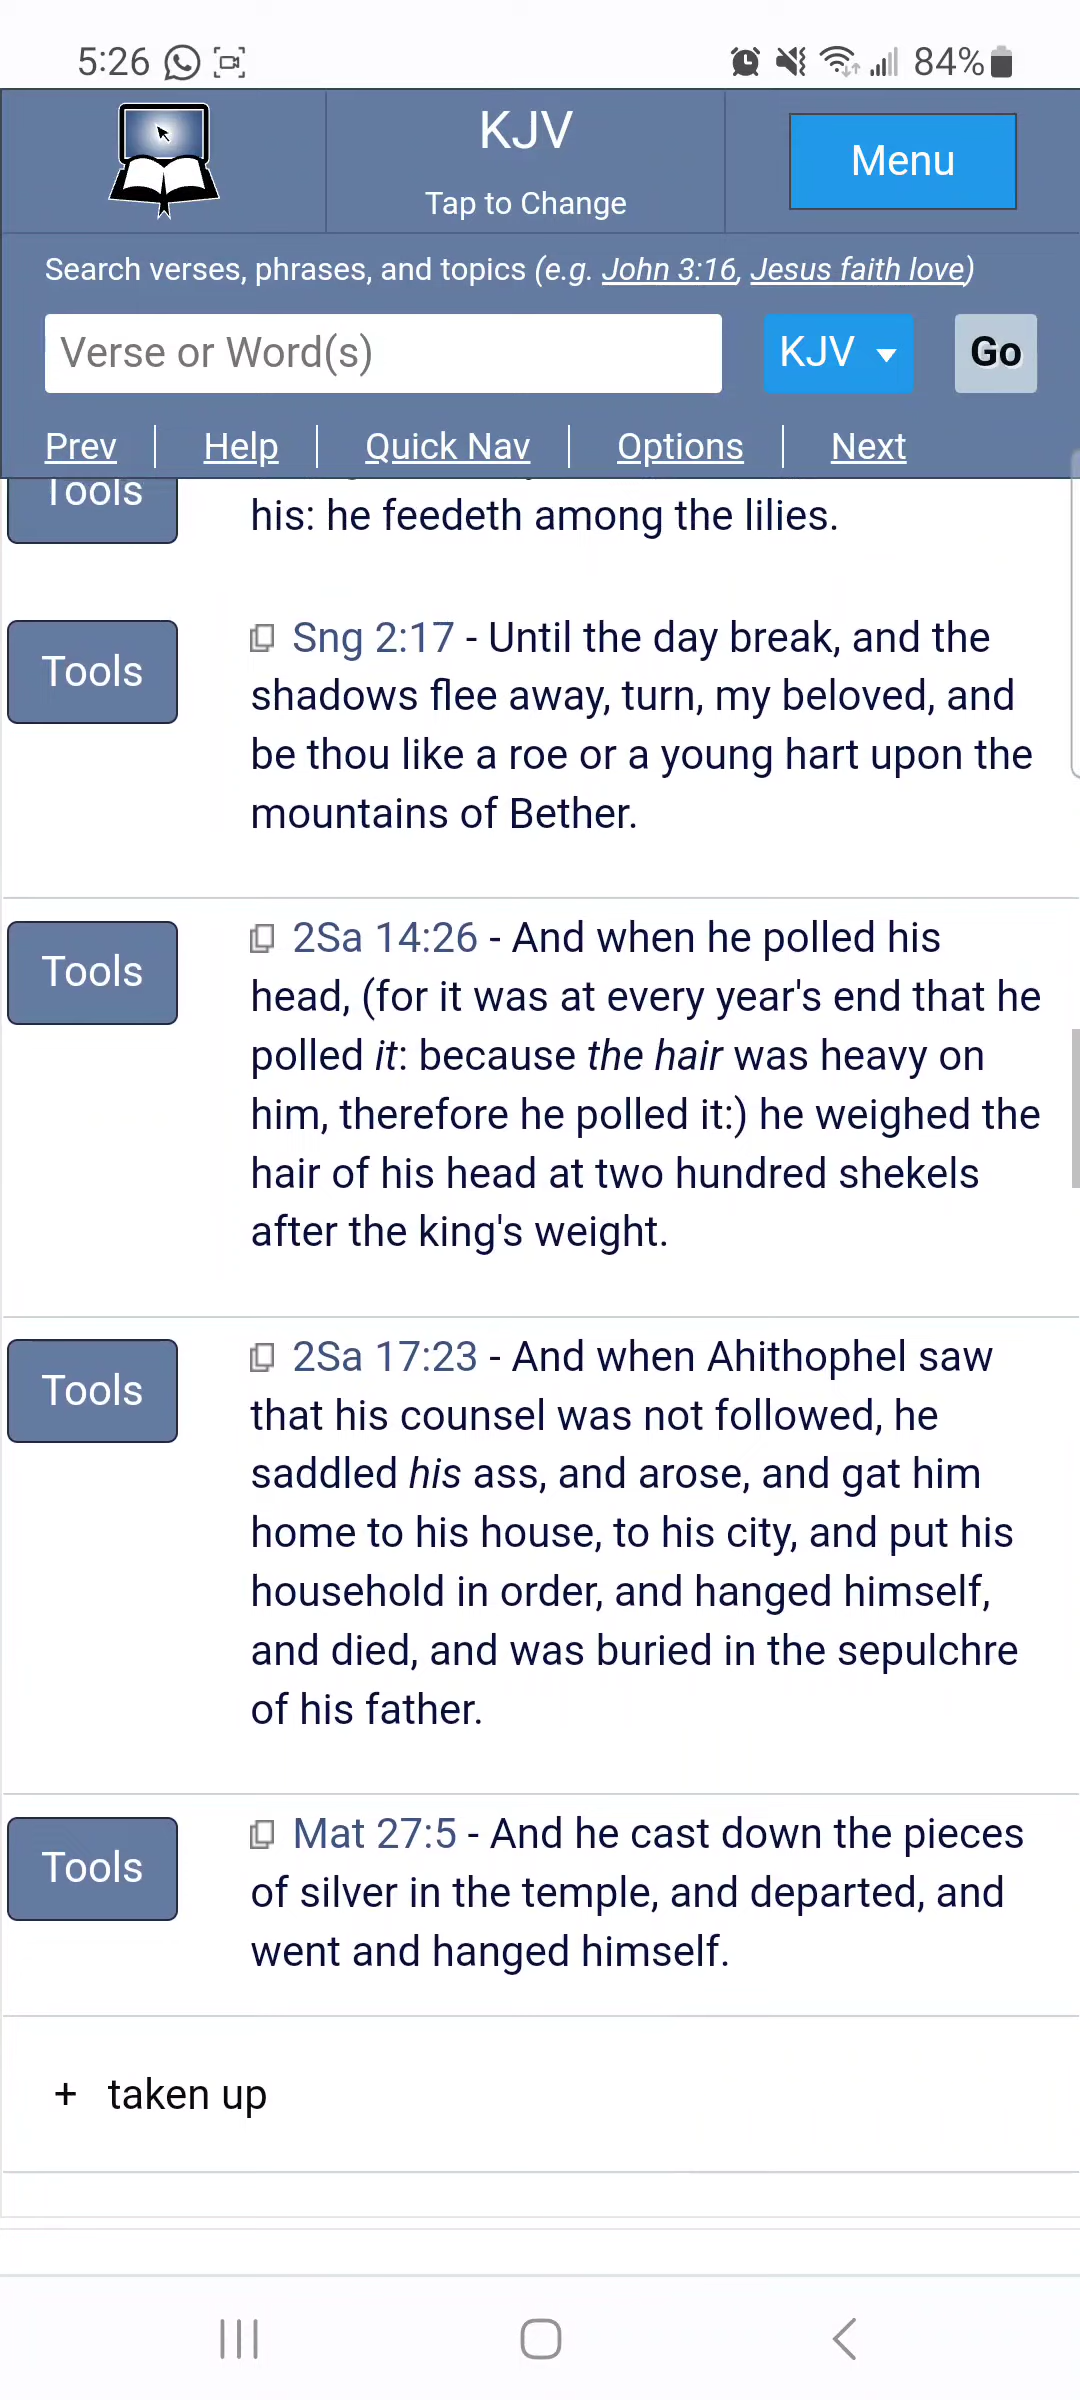 5:26 84%
KJV
Tap to Change
Menu
Search verses, phrases, and topics (e.g. John 3:16, Jesus faith love)
Verse or Word(s) KJV Go
Prev Help Quick Nav Options Next
Tools
his: he feedeth among the lilies.
Tools
Sng 2:17 - Until the day break, and the
shadows flee away, turn, my beloved, and
be thou like a roe or a young hart upon the
mountains of Bether.
Tools
2Sa 14:26 - And when he polled his
head, (for it was at every year's end that he
polled it: because the hair was heavy on
him, therefore he polled it:) he weighed the
hair of his head at two hundred shekels
after the king's weight.
Tools
2Sa 17:23 - And when Ahithophel saw
that his counsel was not followed, he
saddled his ass, and arose, and gat him
home to his house, to his city, and put his
household in order, and hanged himself,
and died, and was buried in the sepulchre
of his father.
Tools
Mat 27:5 - And he cast down the pieces
of silver in the temple, and departed, and
went and hanged himself.
+ taken up